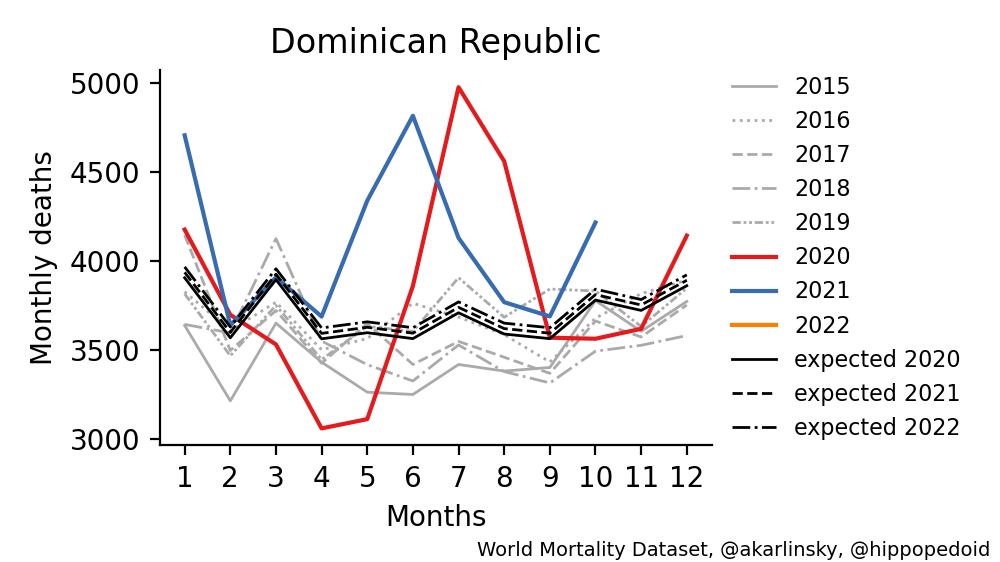 Dominican Republic
Monthly deaths
5000
4500
4000
3500
3000
1 2 3 4 5 6 7 8 9 10 11 12
Months
2015
2016
2017
2018
2019
2020
2021
2022
expected 2020
expected 2021
expected 2022
World Mortality Dataset, @akarlinsky, @hippopedoid